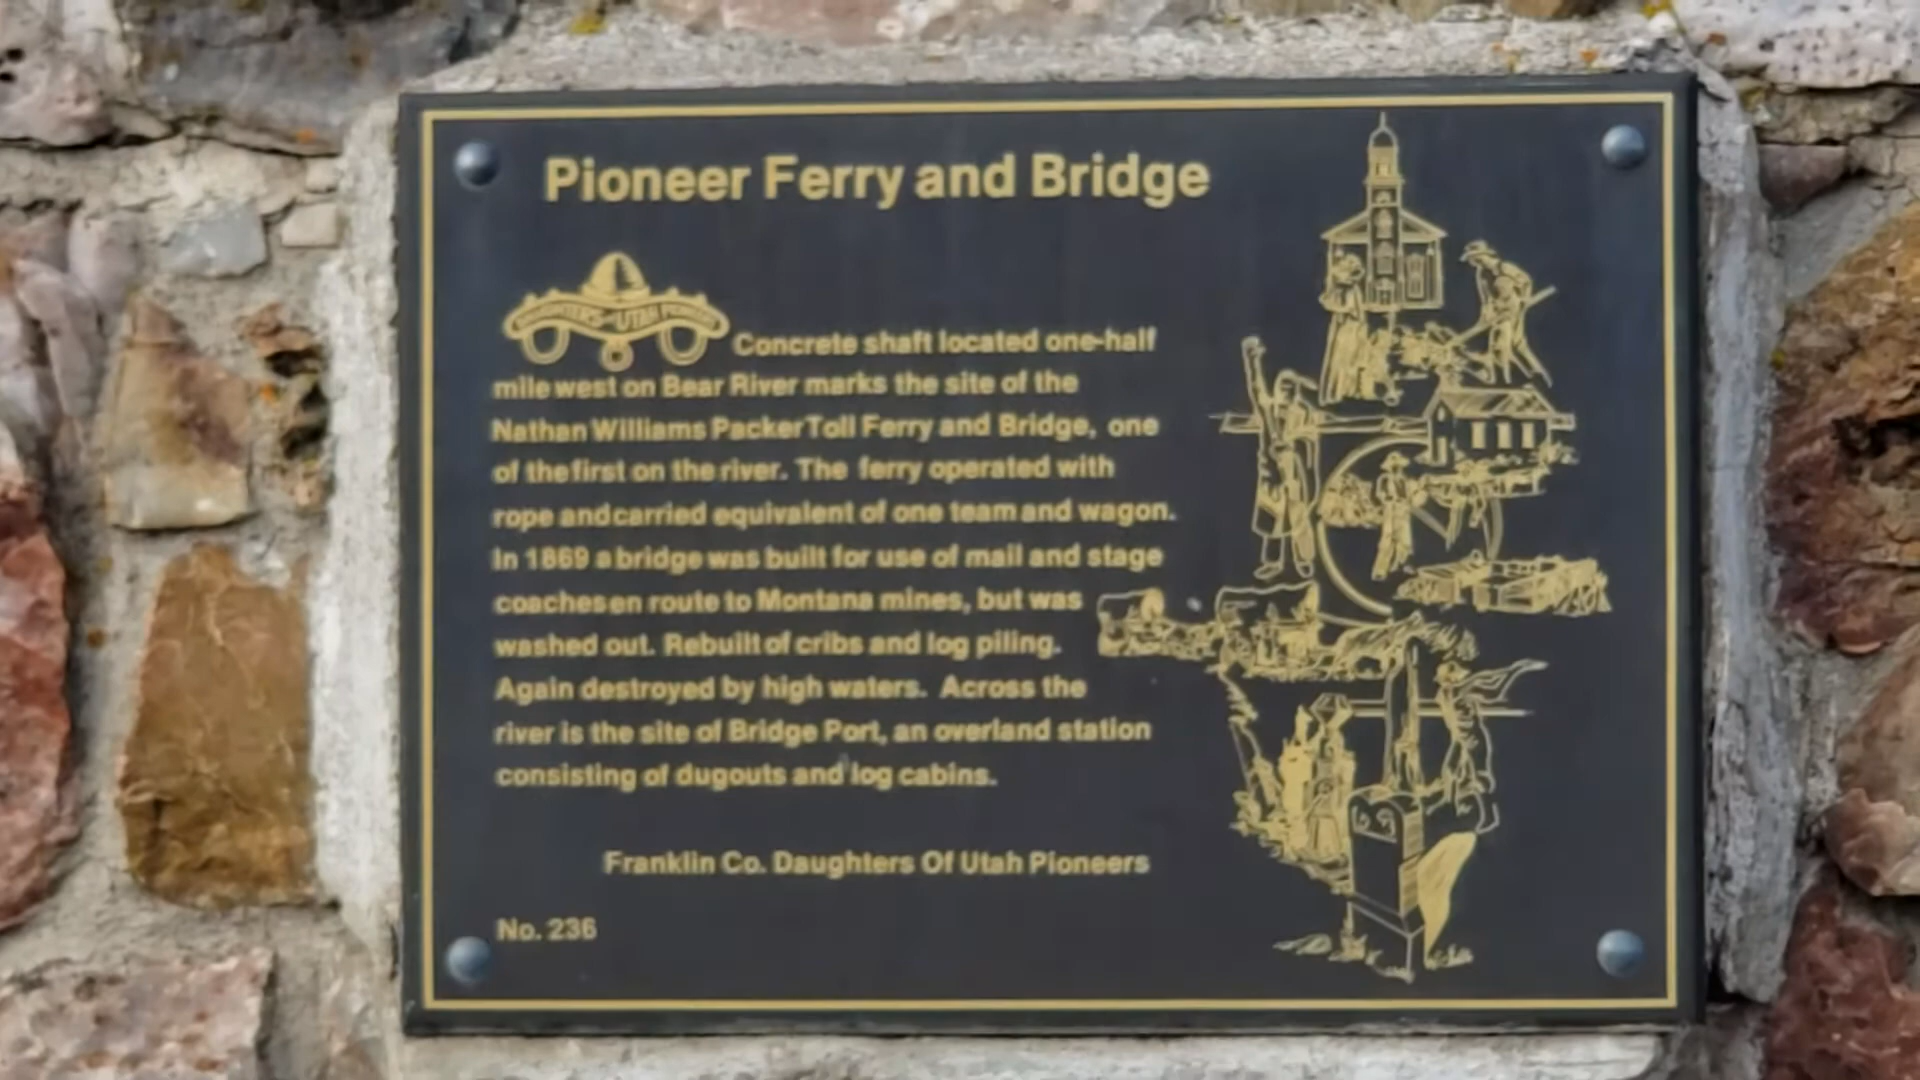 Pioneer Ferry and Bridge
DAUGHTERS OF UTAH PIONEERS
Concrete shaft located one-half
mile west on Bear River marks the site of the
Nathan Williams Packer Toll Ferry and Bridge, one
of the first on the river. The ferry operated with
rope and carried equivalent of one team and wagon.
In 1869 a bridge was built for use of mail and stage
coaches en route to Montana mines, but was
washed out. Rebuilt of cribs and log piling.
Again destroyed by high waters. Across the
river is the site of Bridge Port, an overland station
consisting of dugouts and log cabins.
Franklin Co. Daughters Of Utah Pioneers
No. 236